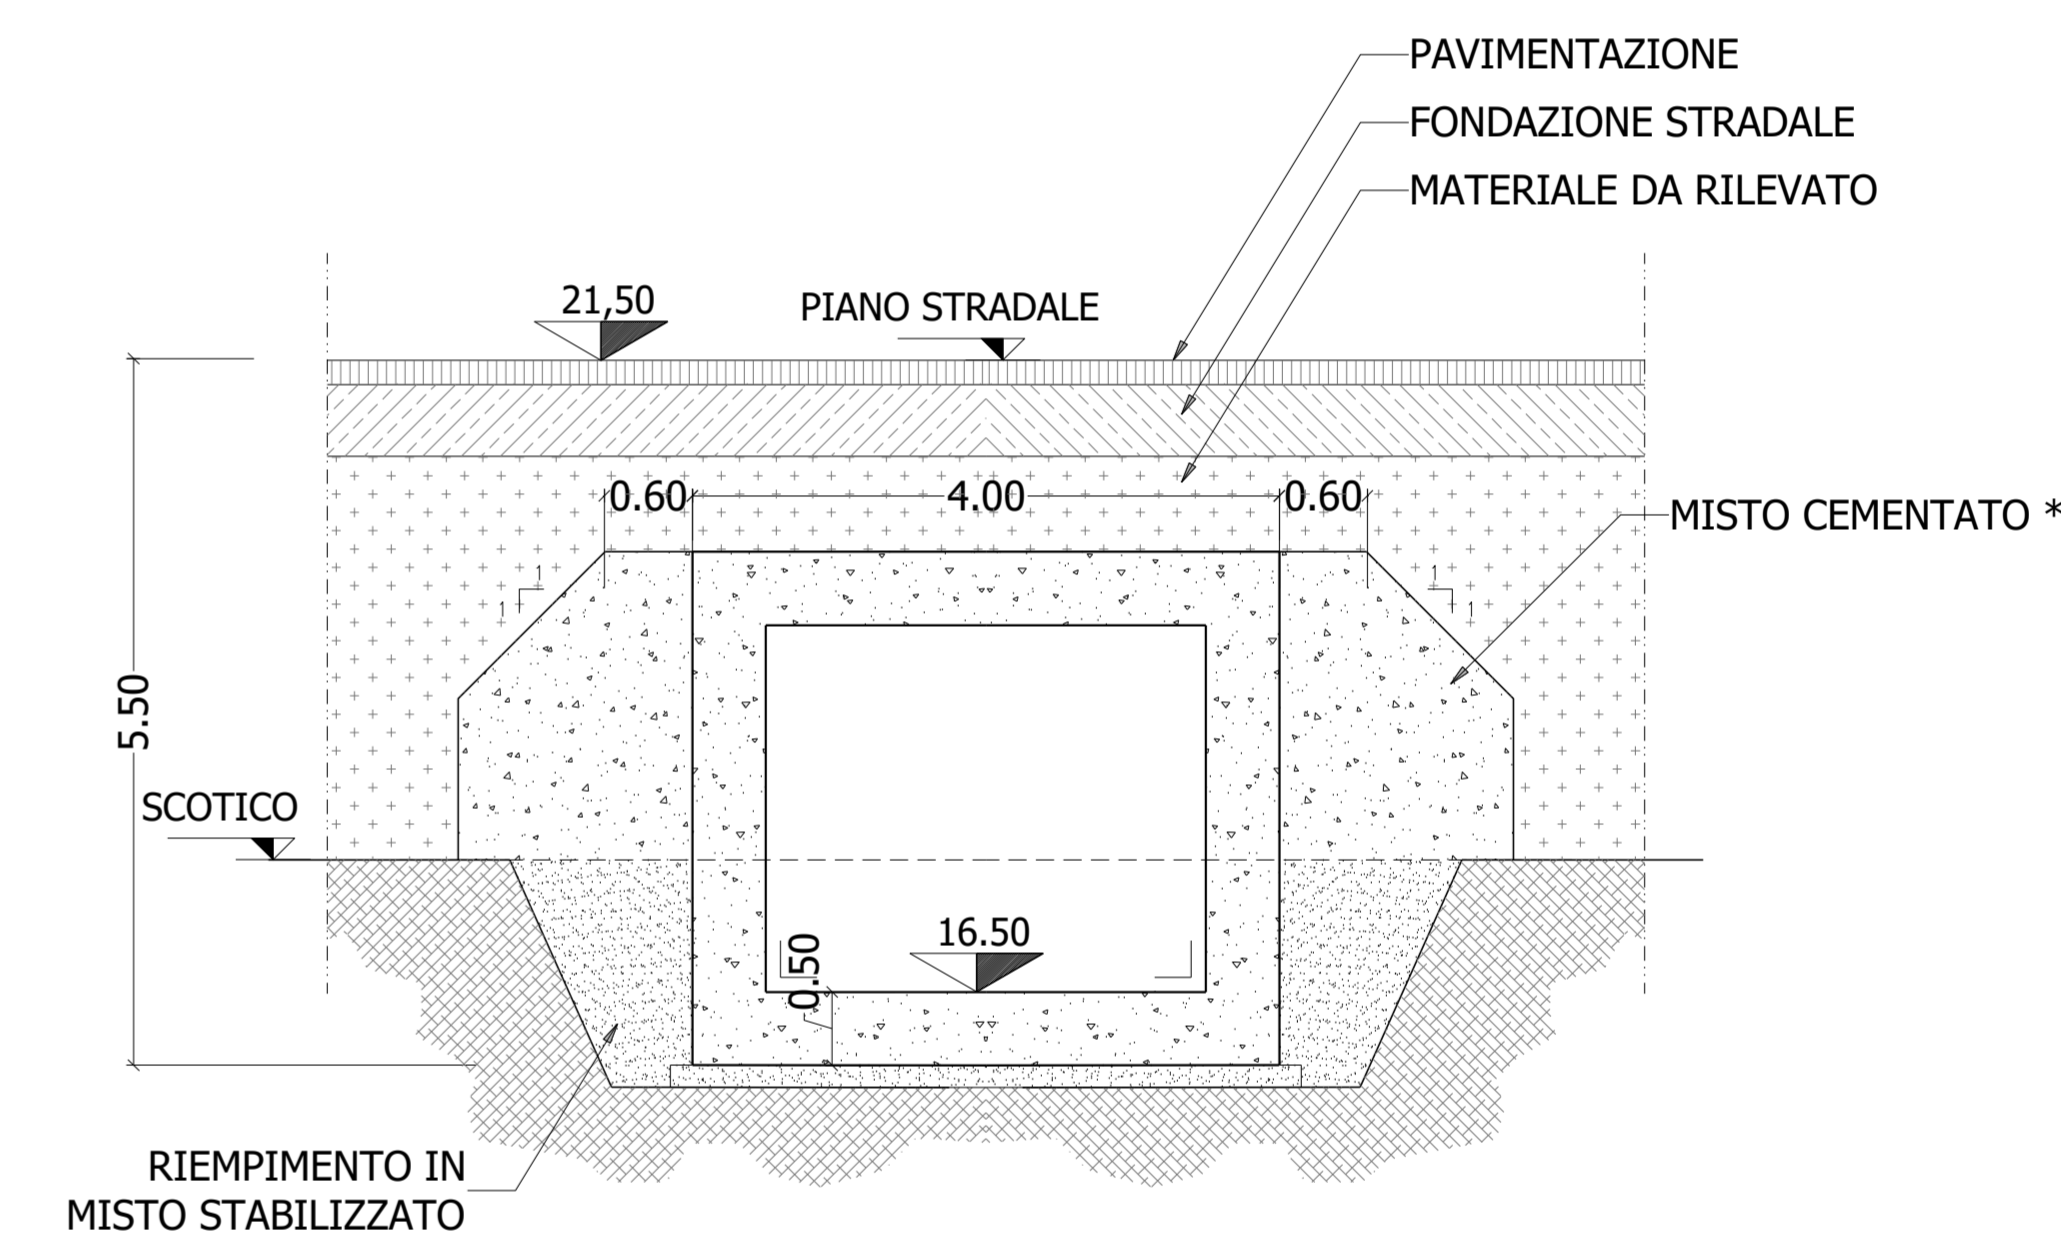 PAVIMENTAZIONE
FONDAZIONE STRADALE
MATERIALE DA RILEVATO
21,50
PIANO STRADALE
0.60
4.00
0.60
MISTO CEMENTATO *
1
1
1
1
5.50
SCOTICO
16.50
0.50
RIEMPIMENTO IN
MISTO STABILIZZATO